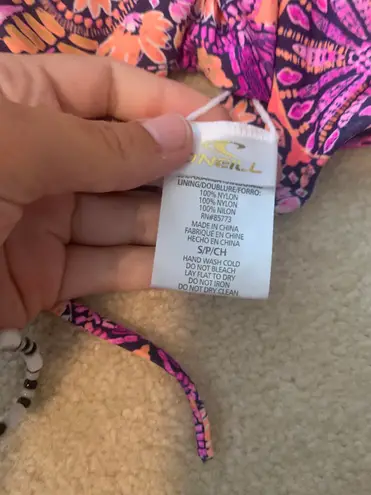 O'NEILL
LINING/DOUBLURE/FORRO:
100% NYLON
100% NYLON
100% NILON
RN#85773
MADE IN CHINA
FABRIQUE EN CHINE
HECHO EN CHINA
S/P/CH
HAND WASH COLD
DO NOT BLEACH
LAY FLAT TO DRY
DO NOT IRON
DO NOT DRY CLEAN